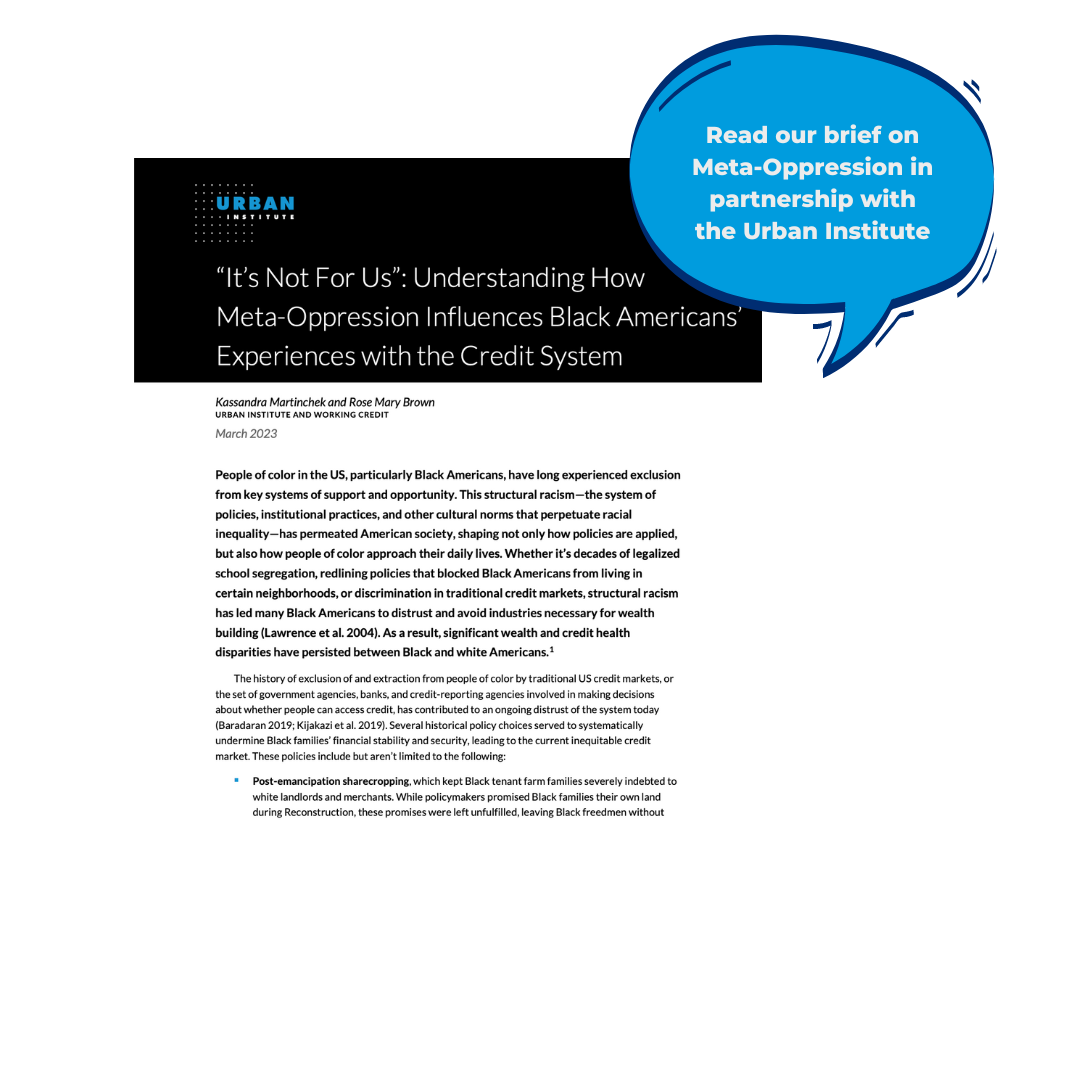 Read our brief on
Meta-Oppression in
partnership with
the Urban Institute
URBAN
INSTITUTE
“It’s Not For Us”: Understanding How
Meta-Oppression Influences Black Americans’
Experiences with the Credit System
Kassandra Martinchek and Rose Mary Brown
URBAN INSTITUTE AND WORKING CREDIT
March 2023
People of color in the US, particularly Black Americans, have long experienced exclusion
from key systems of support and opportunity. This structural racism—the system of
policies, institutional practices, and other cultural norms that perpetuate racial
inequality—has permeated American society, shaping not only how policies are applied,
but also how people of color approach their daily lives. Whether it’s decades of legalized
school segregation, redlining policies that blocked Black Americans from living in
certain neighborhoods, or discrimination in traditional credit markets, structural racism
has led many Black Americans to distrust and avoid industries necessary for wealth
building (Lawrence et al. 2004). As a result, significant wealth and credit health
disparities have persisted between Black and white Americans.1
The history of exclusion of and extraction from people of color by traditional US credit markets, or
the set of government agencies, banks, and credit-reporting agencies involved in making decisions
about whether people can access credit, has contributed to an ongoing distrust of the system today
(Baradaran 2019; Kijakazi et al. 2019). Several historical policy choices served to systematically
undermine Black families’ financial stability and security, leading to the current inequitable credit
market. These policies include but aren’t limited to the following:
▪ Post-emancipation sharecropping, which kept Black tenant farm families severely indebted to
white landlords and merchants. While policymakers promised Black families their own land
during Reconstruction, these promises were left unfulfilled, leaving Black freedmen without